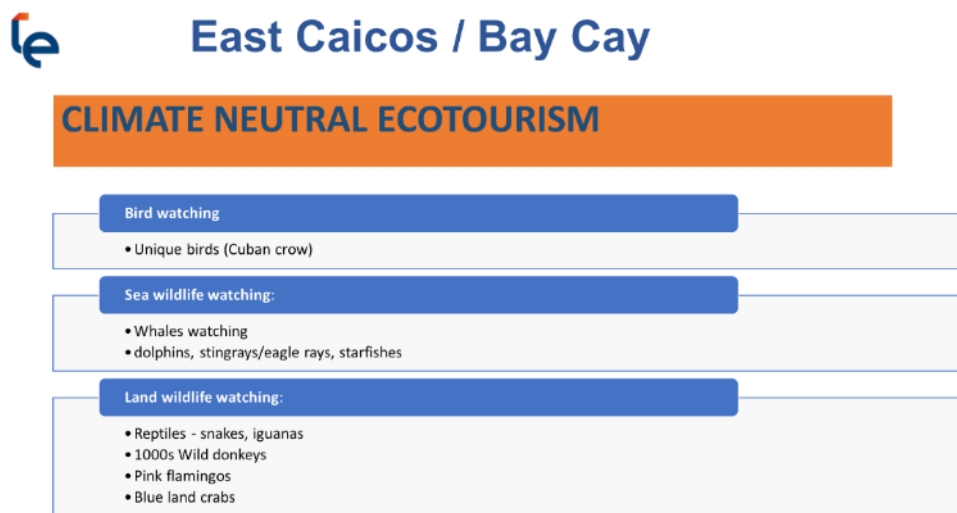 East Caicos / Bay Cay
CLIMATE NEUTRAL ECOTOURISM
Bird watching
• Unique birds (Cuban crow)
Sea wildlife watching:
• Whales watching
• dolphins, stingrays/eagle rays, starfishes
Land wildlife watching:
• Reptiles - snakes, iguanas
• 1000s Wild donkeys
• Pink flamingos
• Blue land crabs